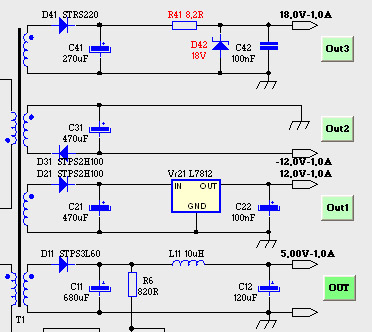 D41 STRS220
R41 8,2R
18,0V-1,0A
C41
270uF
D42
18V
C42
100nF
Out3
C31
470uF
Out2
D31 STPS2H100
-12,0V-1,0A
D21 STPS2H100
Vr21 L7812
12,0V-1,0A
IN OUT
GND
C21
470uF
C22
100nF
Out1
D11 STPS3L60
L11 10uH
5,00V-1,0A
C11
680uF
R6
820R
C12
120uF
OUT
T1